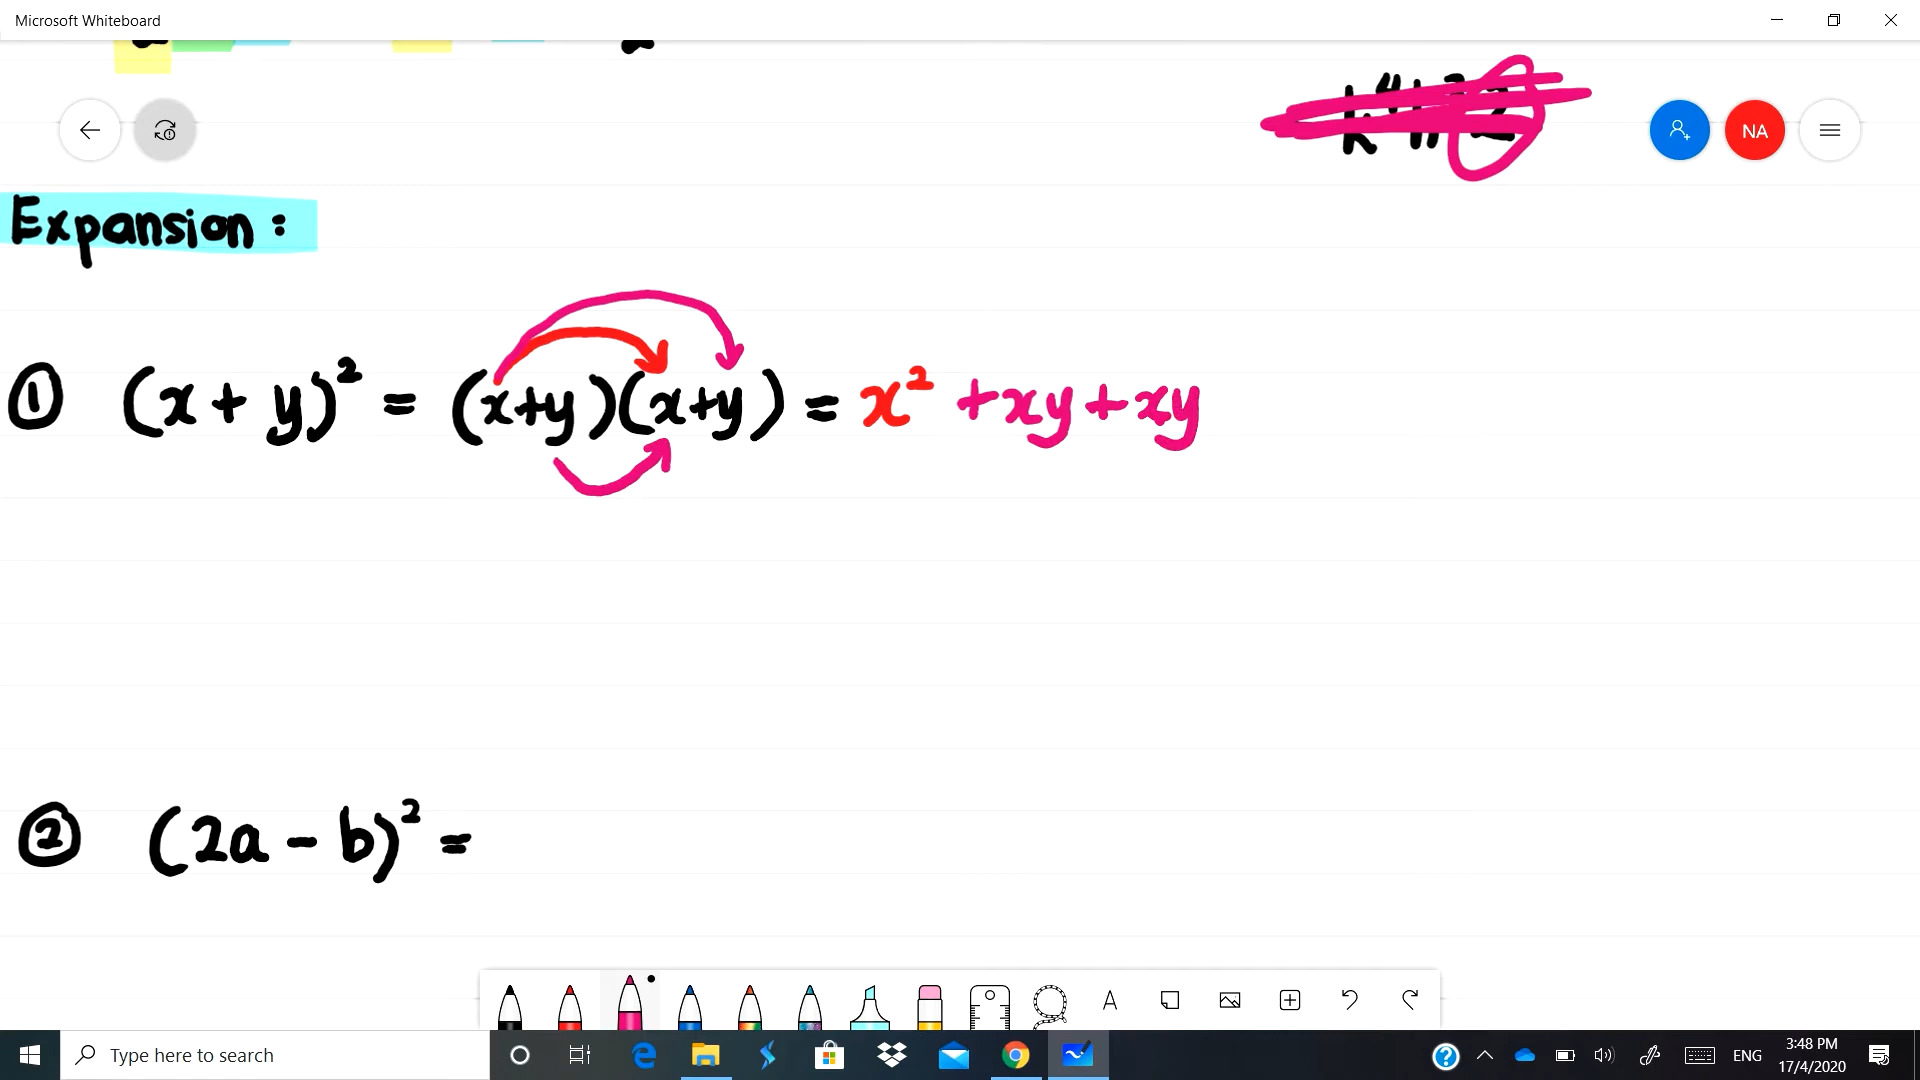 Microsoft Whiteboard
NA
Expansion :
① (x + y)² = (x+y)(x+y) = x² + xy + xy
② (2a - b)² =
Type here to search
ENG
3:48 PM
17/4/2020